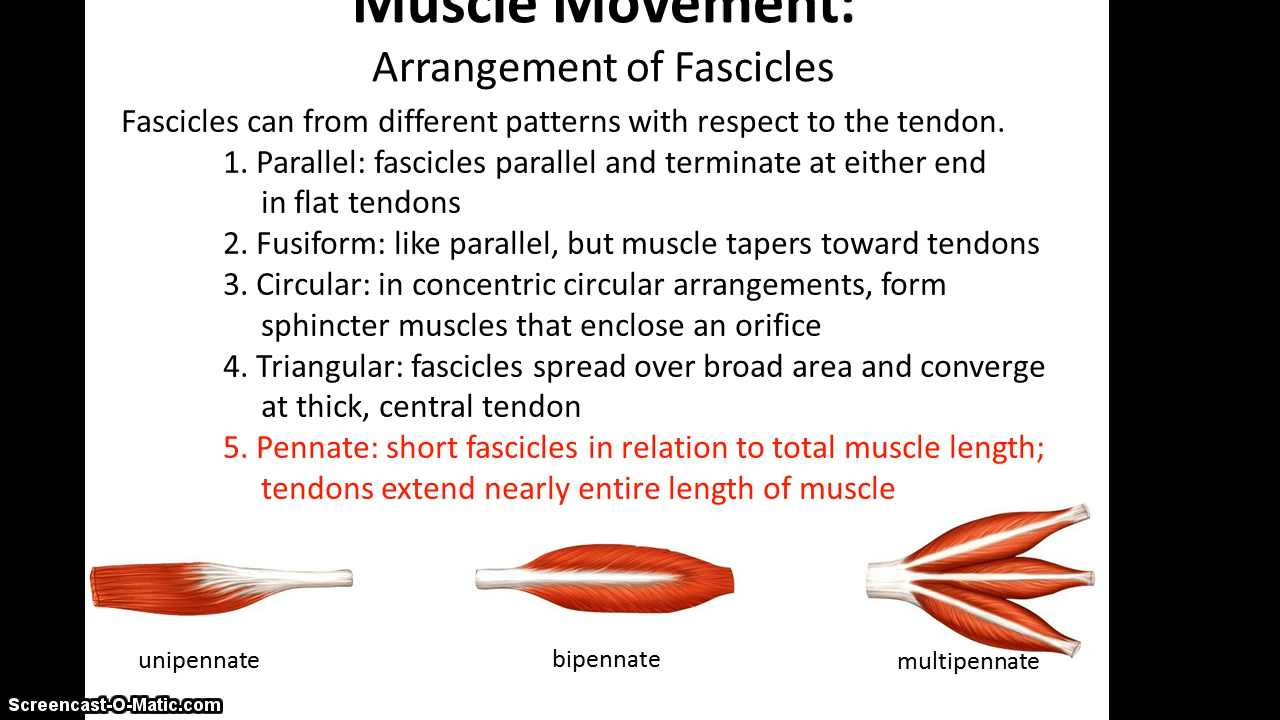 Muscle Movement:
Arrangement of Fascicles
Fascicles can from different patterns with respect to the tendon.
1. Parallel: fascicles parallel and terminate at either end
in flat tendons
2. Fusiform: like parallel, but muscle tapers toward tendons
3. Circular: in concentric circular arrangements, form
sphincter muscles that enclose an orifice
4. Triangular: fascicles spread over broad area and converge
at thick, central tendon
5. Pennate: short fascicles in relation to total muscle length;
tendons extend nearly entire length of muscle
unipennate
bipennate
multipennate
Screencast-O-Matic.com